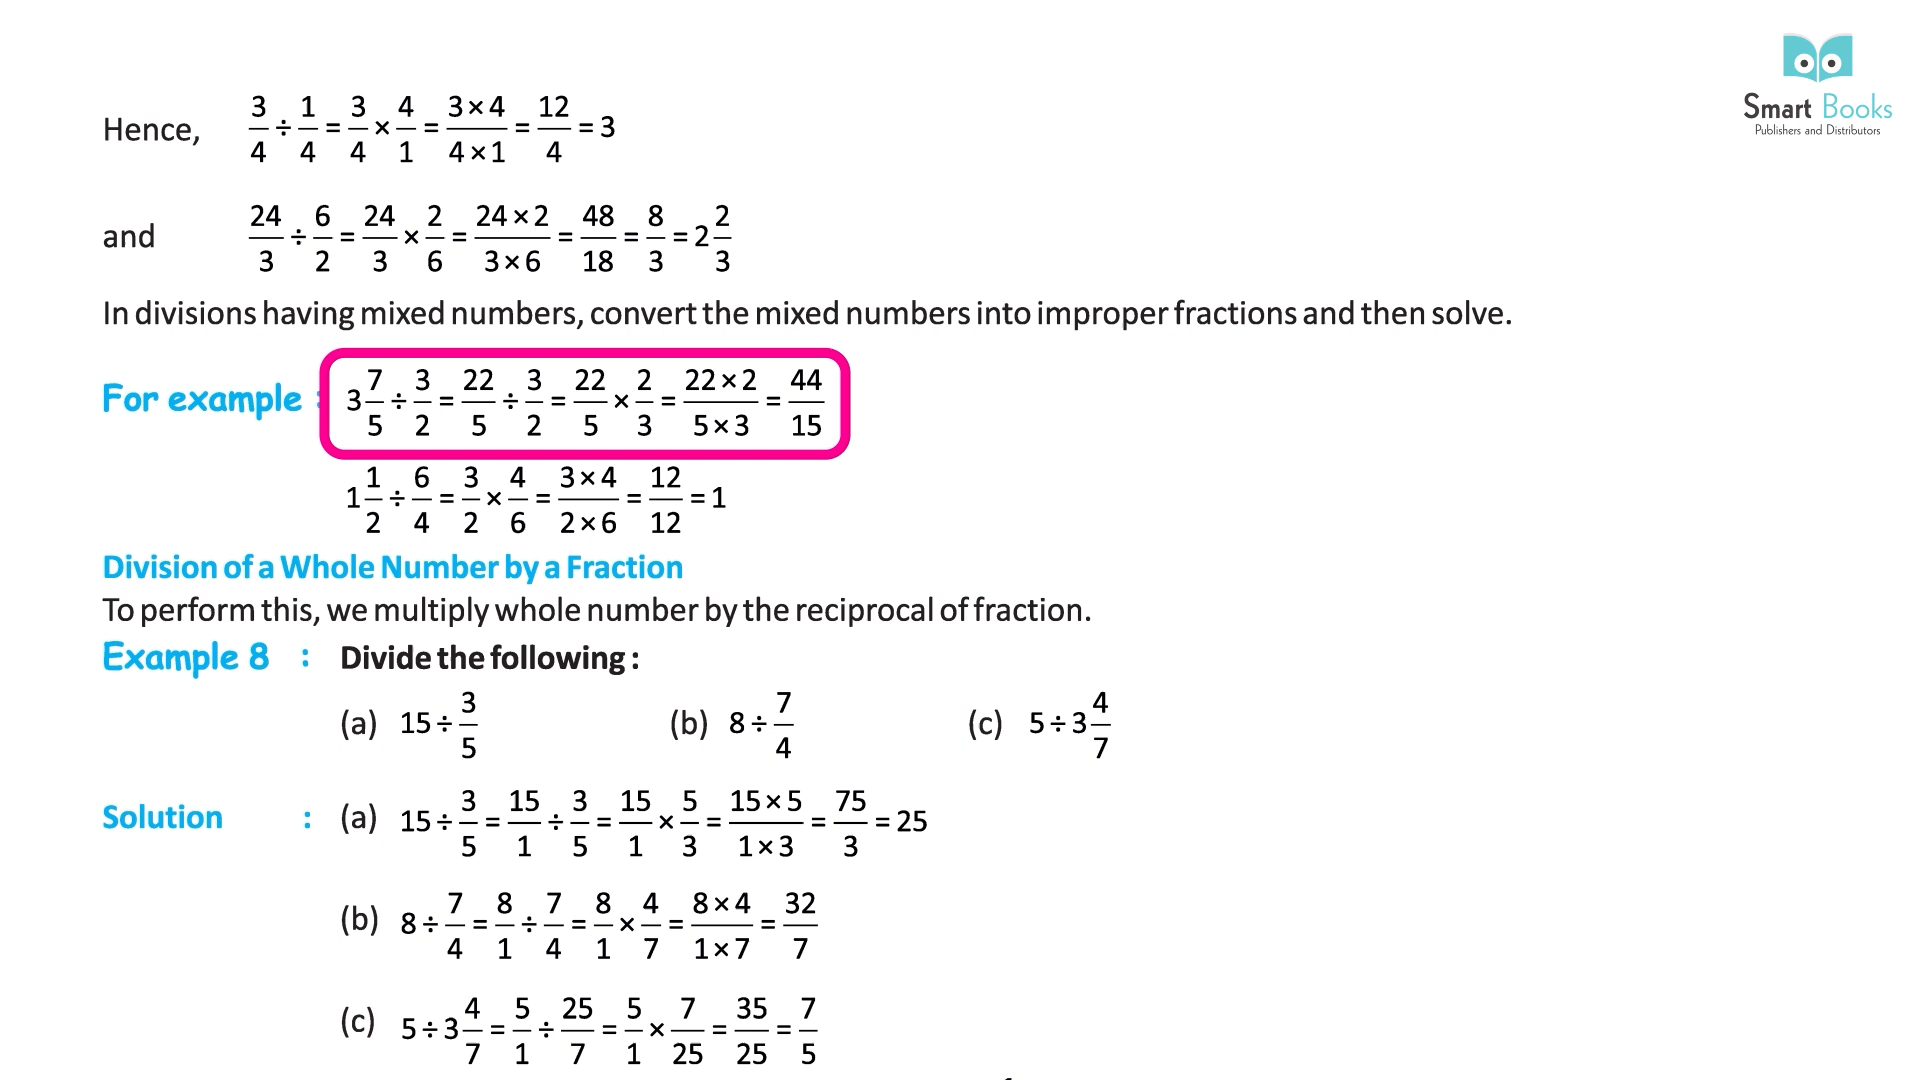 Smart Books
Publishers and Distributors
Hence, 3/4 ÷ 1/4 = 3/4 × 4/1 = 3×4/4×1 = 12/4 = 3
and 24/3 ÷ 6/2 = 24/3 × 2/6 = 24×2/3×6 = 48/18 = 8/3 = 2 2/3
In divisions having mixed numbers, convert the mixed numbers into improper fractions and then solve.
For example : 3 7/5 ÷ 3/2 = 22/5 ÷ 3/2 = 22/5 × 2/3 = 22×2/5×3 = 44/15
1 1/2 ÷ 6/4 = 3/2 × 4/6 = 3×4/2×6 = 12/12 = 1
Division of a Whole Number by a Fraction
To perform this, we multiply whole number by the reciprocal of fraction.
Example 8 : Divide the following :
(a) 15 ÷ 3/5 (b) 8 ÷ 7/4 (c) 5 ÷ 3 4/7
Solution : (a) 15 ÷ 3/5 = 15/1 ÷ 3/5 = 15/1 × 5/3 = 15×5/1×3 = 75/3 = 25
(b) 8 ÷ 7/4 = 8/1 ÷ 7/4 = 8/1 × 4/7 = 8×4/1×7 = 32/7
(c) 5 ÷ 3 4/7 = 5/1 ÷ 25/7 = 5/1 × 7/25 = 35/25 = 7/5